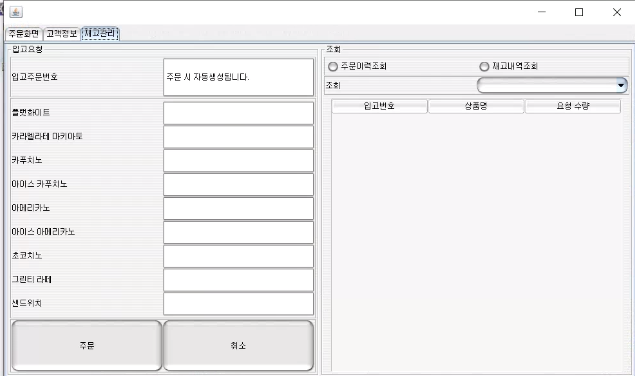 주문화면 고객정보 재고관리
입고요청
입고주문번호 주문 시 자동생성됩니다.
플랫화이트
카라멜라떼 마키아또
카푸치노
아이스 카푸치노
아메리카노
아이스 아메리카노
초코치노
그린티 라떼
샌드위치
주문 취소
조회
주문이력조회 재고내역조회
조회
입고번호 상품명 요청 수량